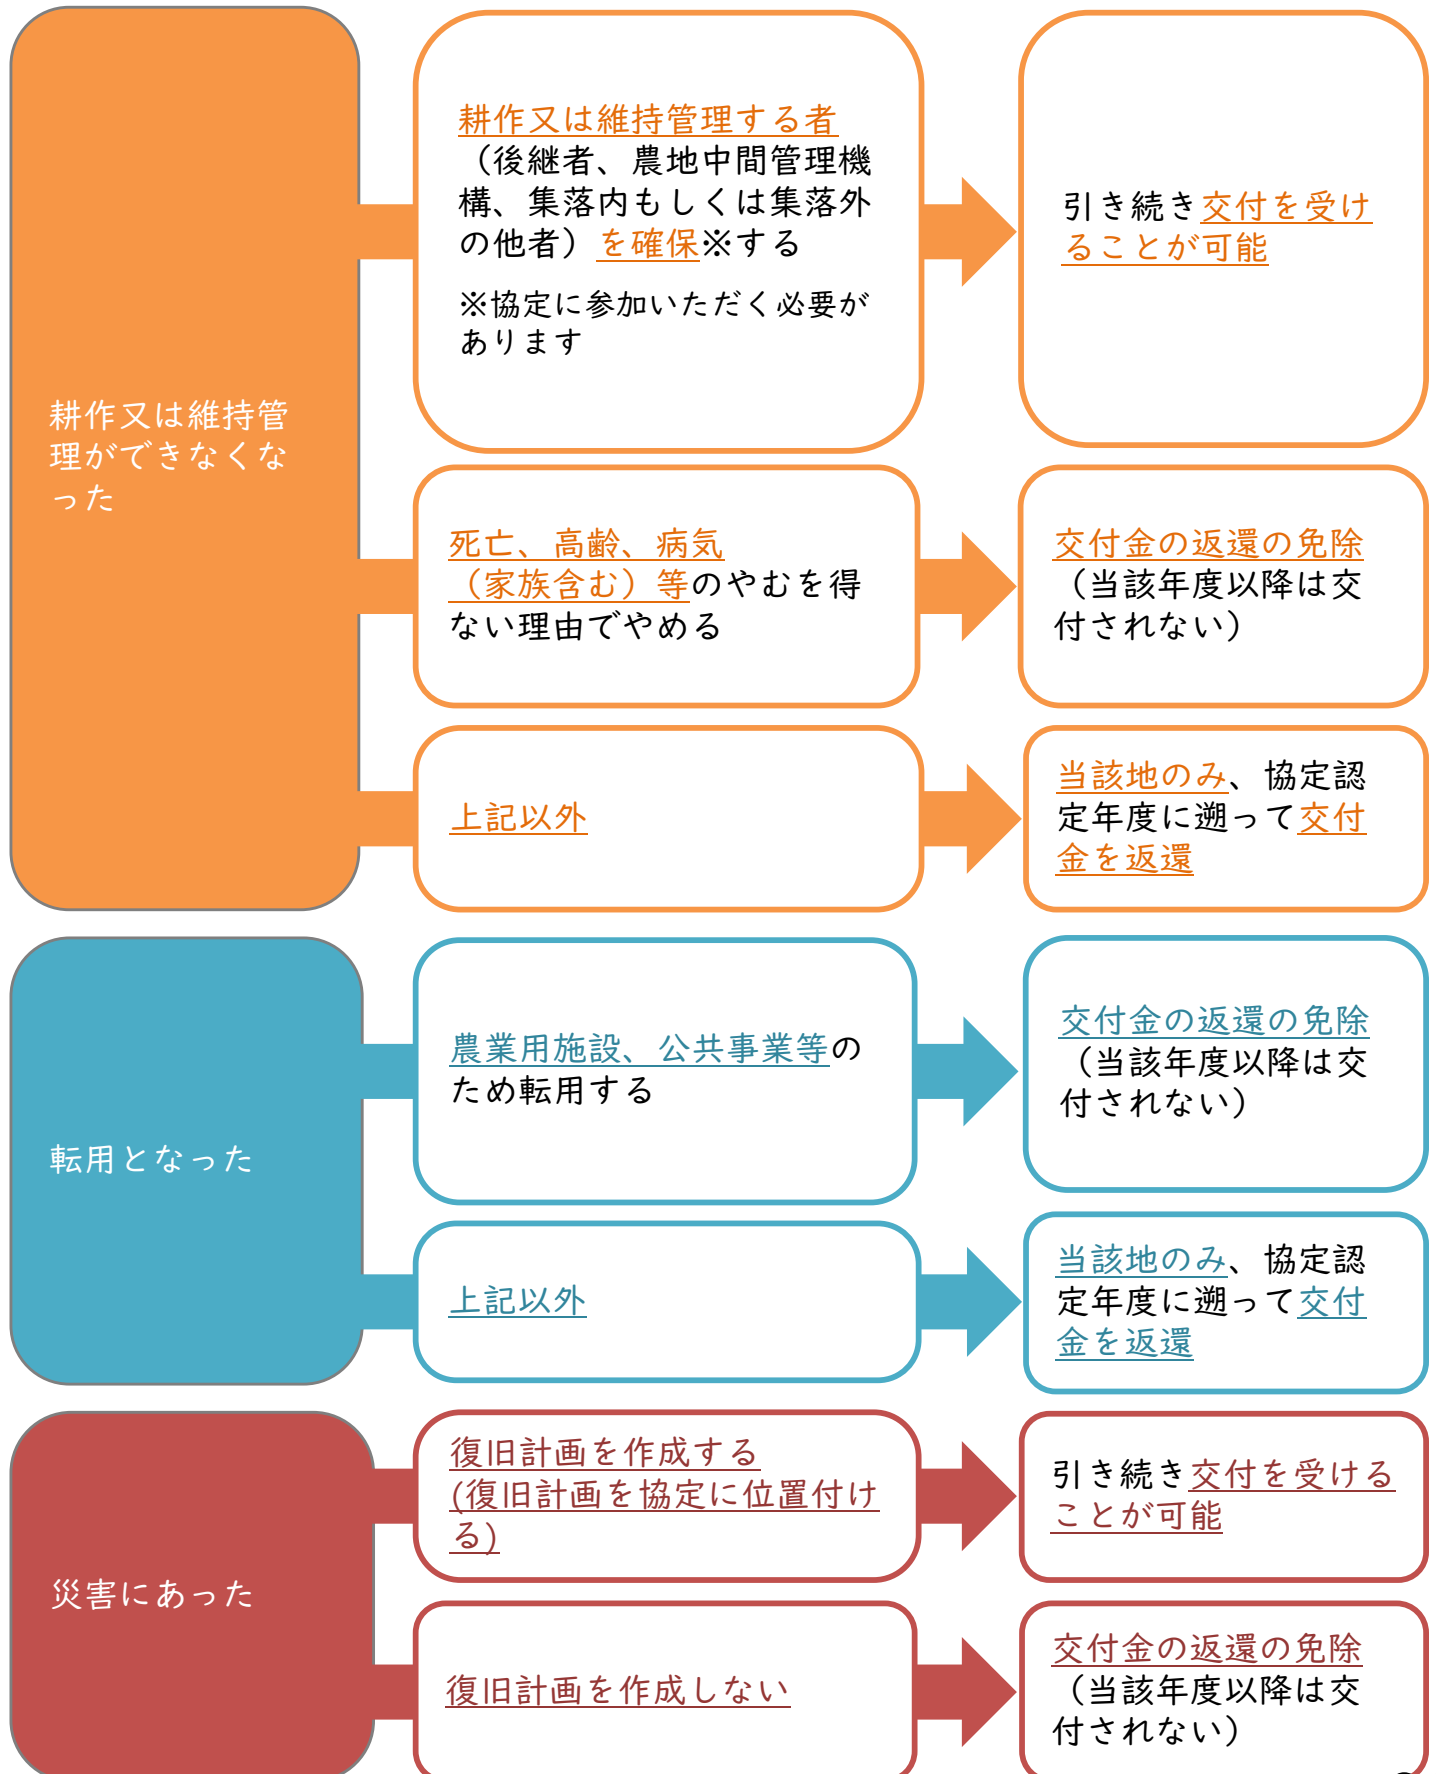 耕作又は維持管
理ができなくな
った
耕作又は維持管理する者
（後継者、農地中間管理機
構、集落内もしくは集落外
の他者）を確保※する
※協定に参加いただく必要が
あります
引き続き交付を受け
ることが可能
死亡、高齢、病気
（家族含む）等のやむを得
ない理由でやめる
交付金の返還の免除
（当該年度以降は交
付されない）
上記以外
当該地のみ、協定認
定年度に遡って交付
金を返還
転用となった
農業用施設、公共事業等の
ため転用する
交付金の返還の免除
（当該年度以降は交
付されない）
上記以外
当該地のみ、協定認
定年度に遡って交付
金を返還
災害にあった
復旧計画を作成する
(復旧計画を協定に位置付け
る)
引き続き交付を受ける
ことが可能
復旧計画を作成しない
交付金の返還の免除
（当該年度以降は交
付されない）